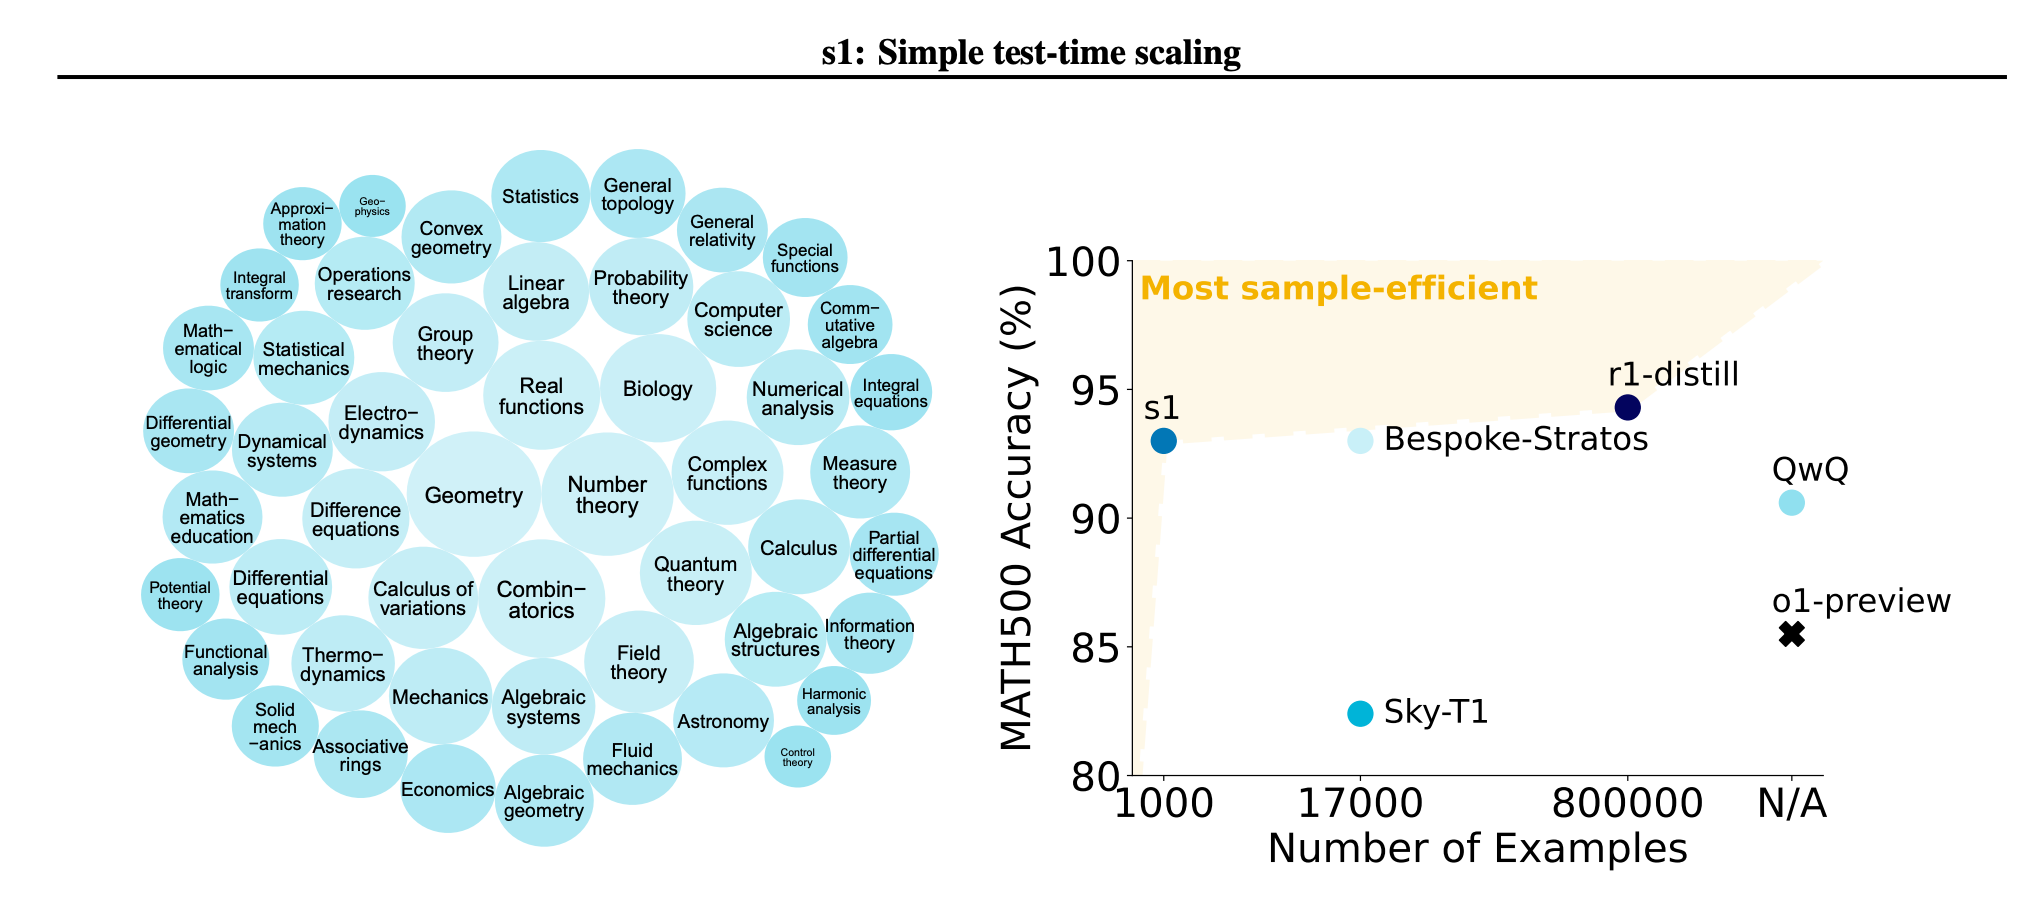 s1: Simple test-time scaling
Statistics
General
topology
Geo-
physics
Approxi-
mation
theory
Convex
geometry
General
relativity
Special
functions
Integral
transform
Operations
research
Linear
algebra
Probability
theory
Computer
science
Comm-
utative
algebra
Math-
ematical
logic
Statistical
mechanics
Group
theory
Real
functions
Biology
Numerical
analysis
Integral
equations
Differential
geometry
Dynamical
systems
Electro-
dynamics
Geometry
Number
theory
Complex
functions
Measure
theory
Math-
ematics
education
Difference
equations
Quantum
theory
Calculus
Partial
differential
equations
Potential
theory
Differential
equations
Calculus of
variations
Combin-
atorics
Algebraic
structures
Information
theory
Functional
analysis
Thermo-
dynamics
Field
theory
Harmonic
analysis
Solid
mech
-anics
Mechanics
Algebraic
systems
Astronomy
Associative
rings
Fluid
mechanics
Control
theory
Economics
Algebraic
geometry
MATH500 Accuracy (%)
100
95
90
85
80
Most sample-efficient
s1
r1-distill
Bespoke-Stratos
QwQ
o1-preview
Sky-T1
1000
17000
800000
N/A
Number of Examples